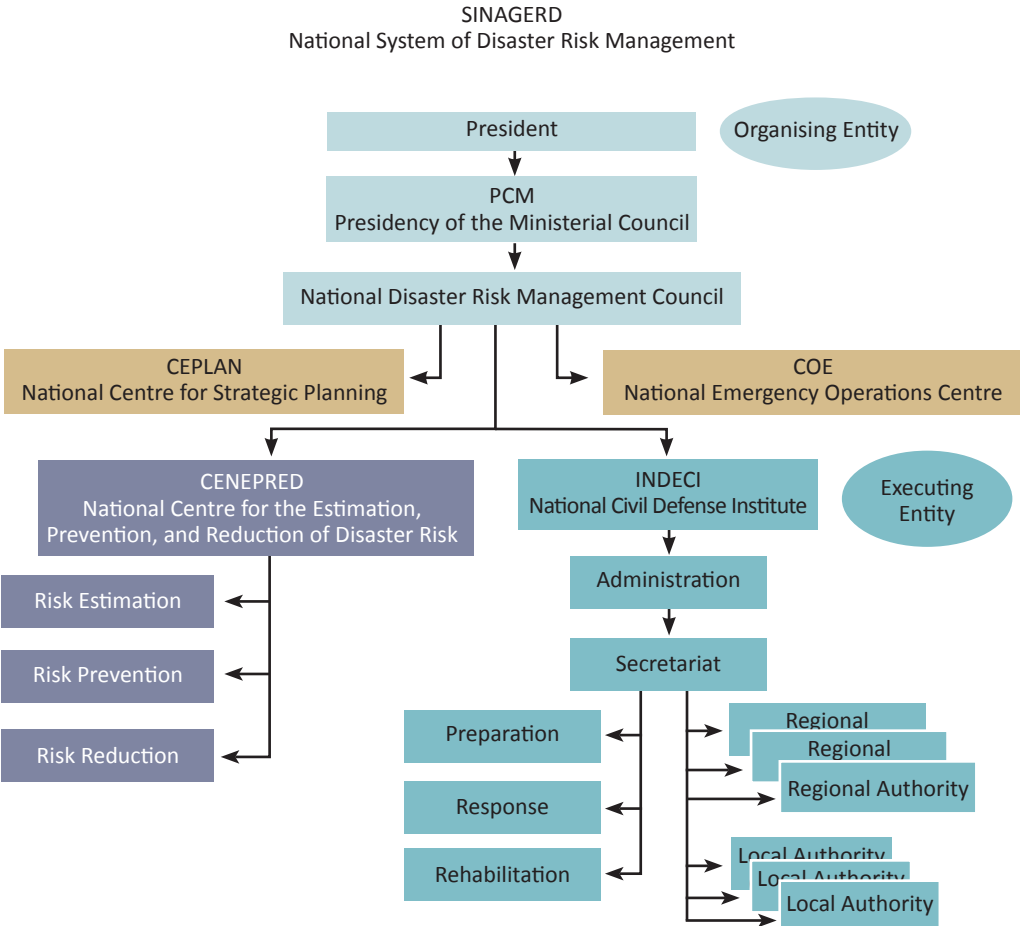 SINAGERD
National System of Disaster Risk Management
President
Organising Entity
PCM
Presidency of the Ministerial Council
National Disaster Risk Management Council
CEPLAN
National Centre for Strategic Planning
COE
National Emergency Operations Centre
CENEPRED
National Centre for the Estimation,
Prevention, and Reduction of Disaster Risk
INDECI
National Civil Defense Institute
Executing
Entity
Administration
Risk Estimation
Secretariat
Risk Prevention
Risk Reduction
Preparation
Response
Rehabilitation
Regional
Regional
Regional Authority
Local Authority
Local Authority
Local Authority